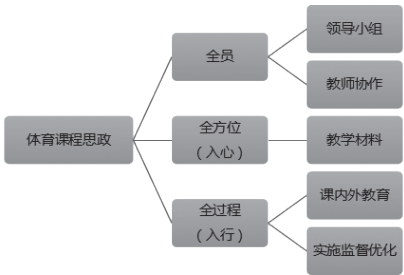 体育课程思政
全员
领导小组
教师协作
全方位
（入心）
教学材料
全过程
（入行）
课内外教育
实施监督优化